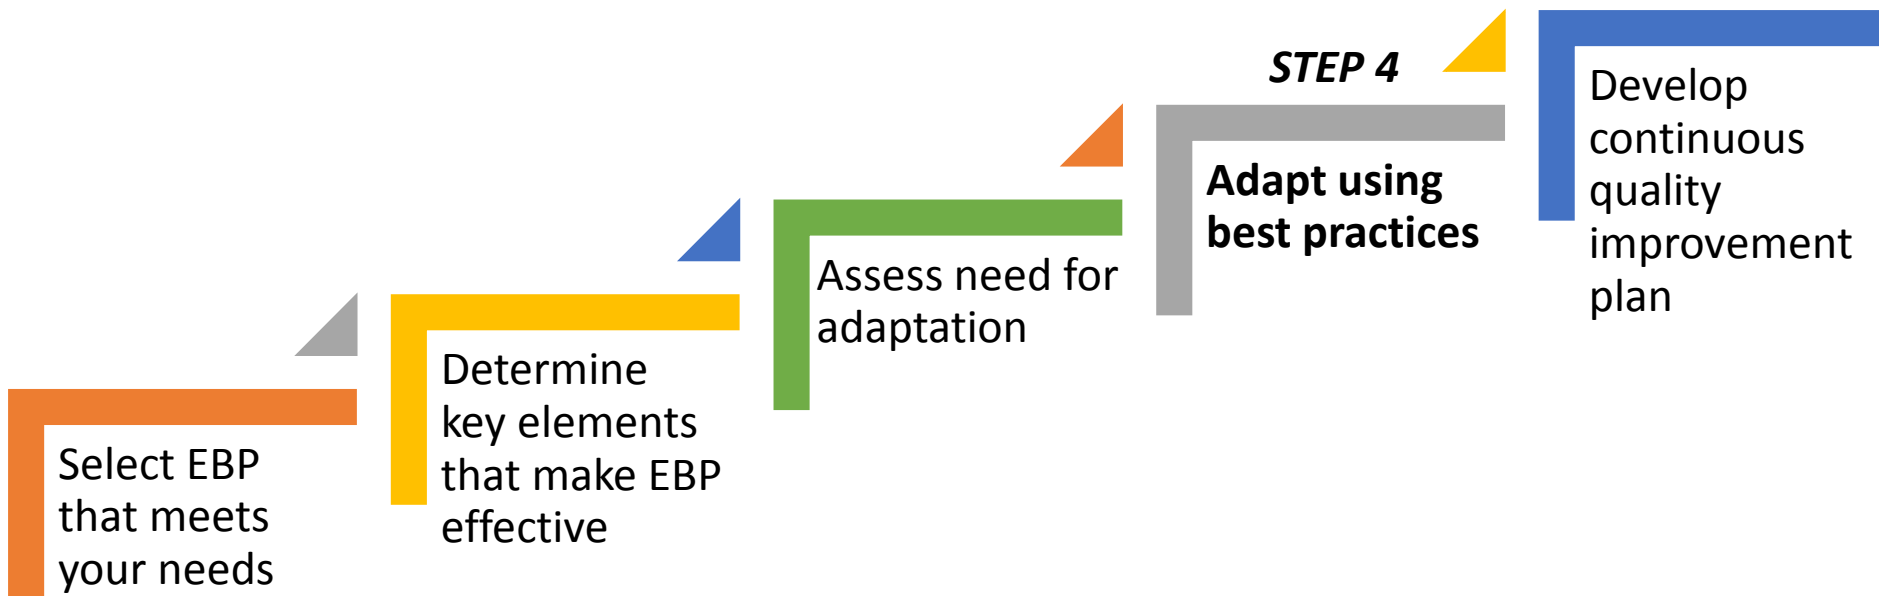 Select EBP
that meets
your needs
Determine
key elements
that make EBP
effective
Assess need for
adaptation
STEP 4
Adapt using
best practices
Develop
continuous
quality
improvement
plan